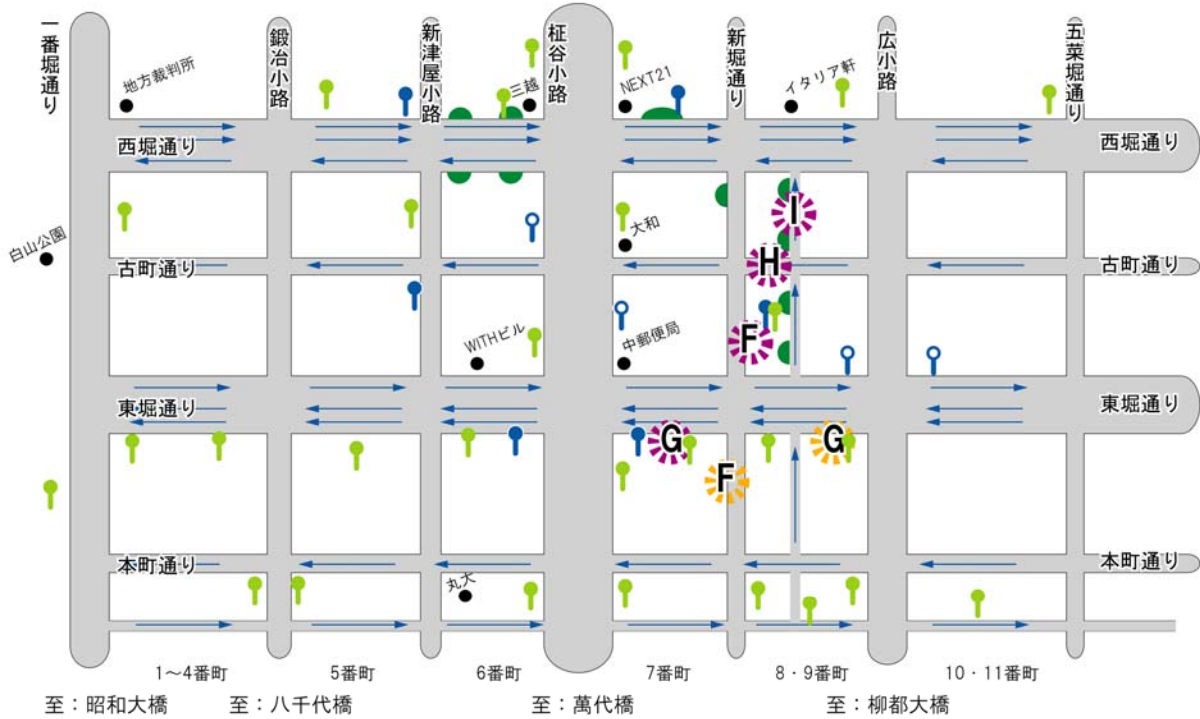 一番堀通り
鍛冶小路
新津屋小路
柾谷小路
新堀通り
広小路
五菜堀通り
地方裁判所
三越
NEXT21
イタリア軒
西堀通り
西堀通り
I
大和
白山公園
H
古町通り
古町通り
WITHビル
中郵便局
F
東堀通り
東堀通り
G
G
F
本町通り
本町通り
丸大
1〜4番町
5番町
6番町
7番町
8・9番町
10・11番町
至：昭和大橋
至：八千代橋
至：萬代橋
至：柳都大橋